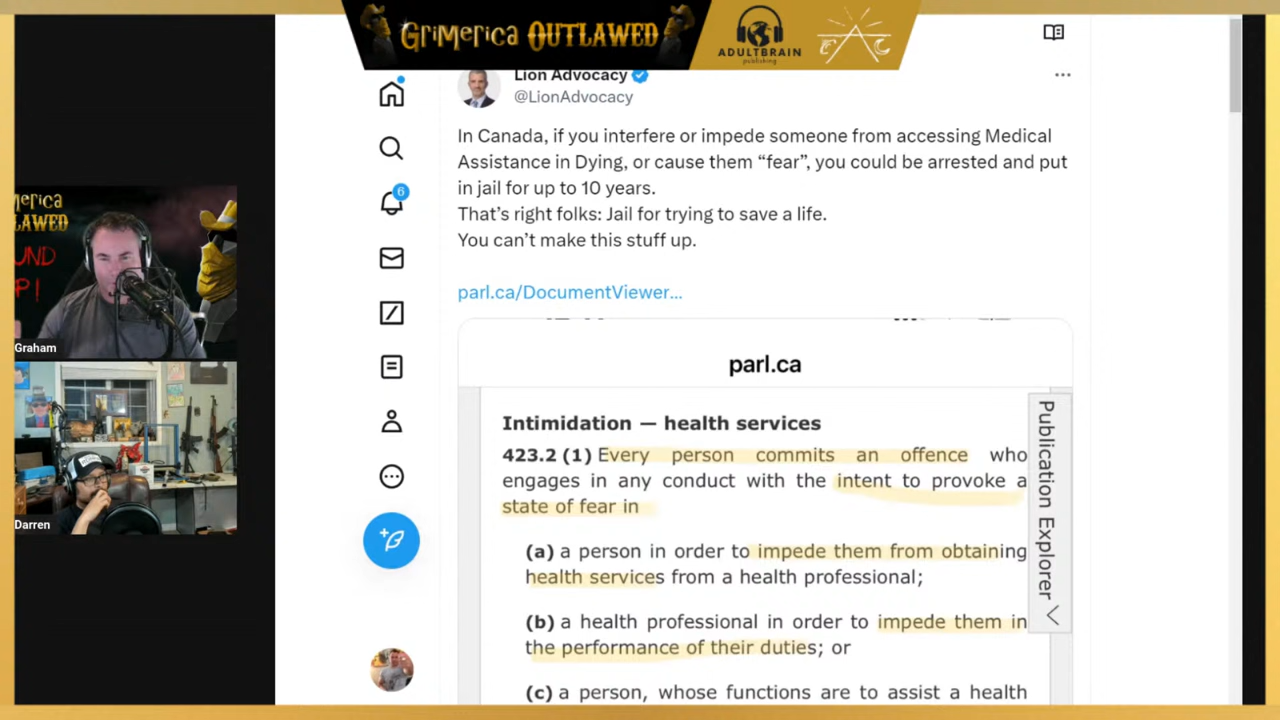 GRIMERICA OUTLAWED
ADULTBRAIN
publishing
Lion Advocacy
@LionAdvocacy
In Canada, if you interfere or impede someone from accessing Medical
Assistance in Dying, or cause them “fear”, you could be arrested and put
in jail for up to 10 years.
That’s right folks: Jail for trying to save a life.
You can’t make this stuff up.
parl.ca/DocumentViewer...
parl.ca
Intimidation — health services
423.2 (1) Every person commits an offence who
engages in any conduct with the intent to provoke a
state of fear in
(a) a person in order to impede them from obtaining
health services from a health professional;
(b) a health professional in order to impede them in
the performance of their duties; or
(c) a person, whose functions are to assist a health
Publication Explorer
6
merica
LAWED
UND
P!
Graham
Darren